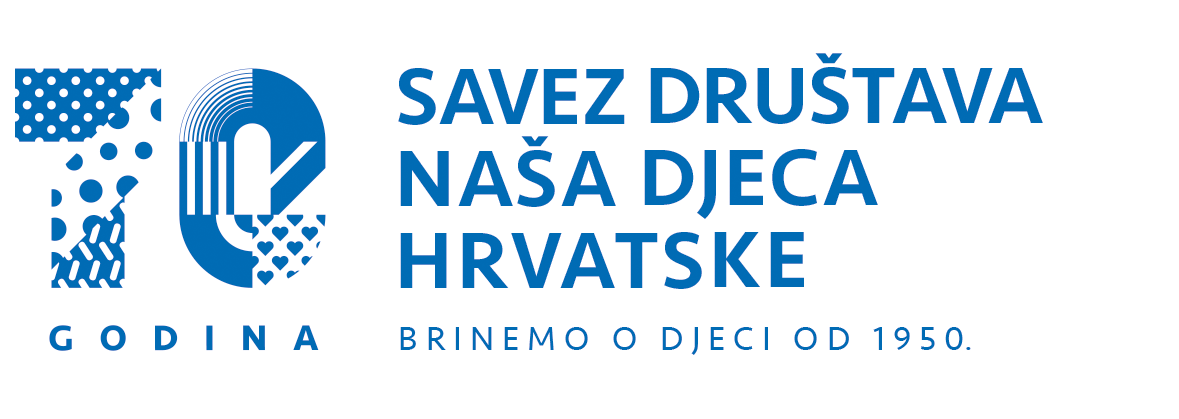 70
GODINA
SAVEZ DRUŠTAVA
NAŠA DJECA
HRVATSKE
BRINEMO O DJECI OD 1950.